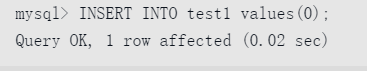 mysql> INSERT INTO test1 values(0);
Query OK, 1 row affected (0.02 sec)